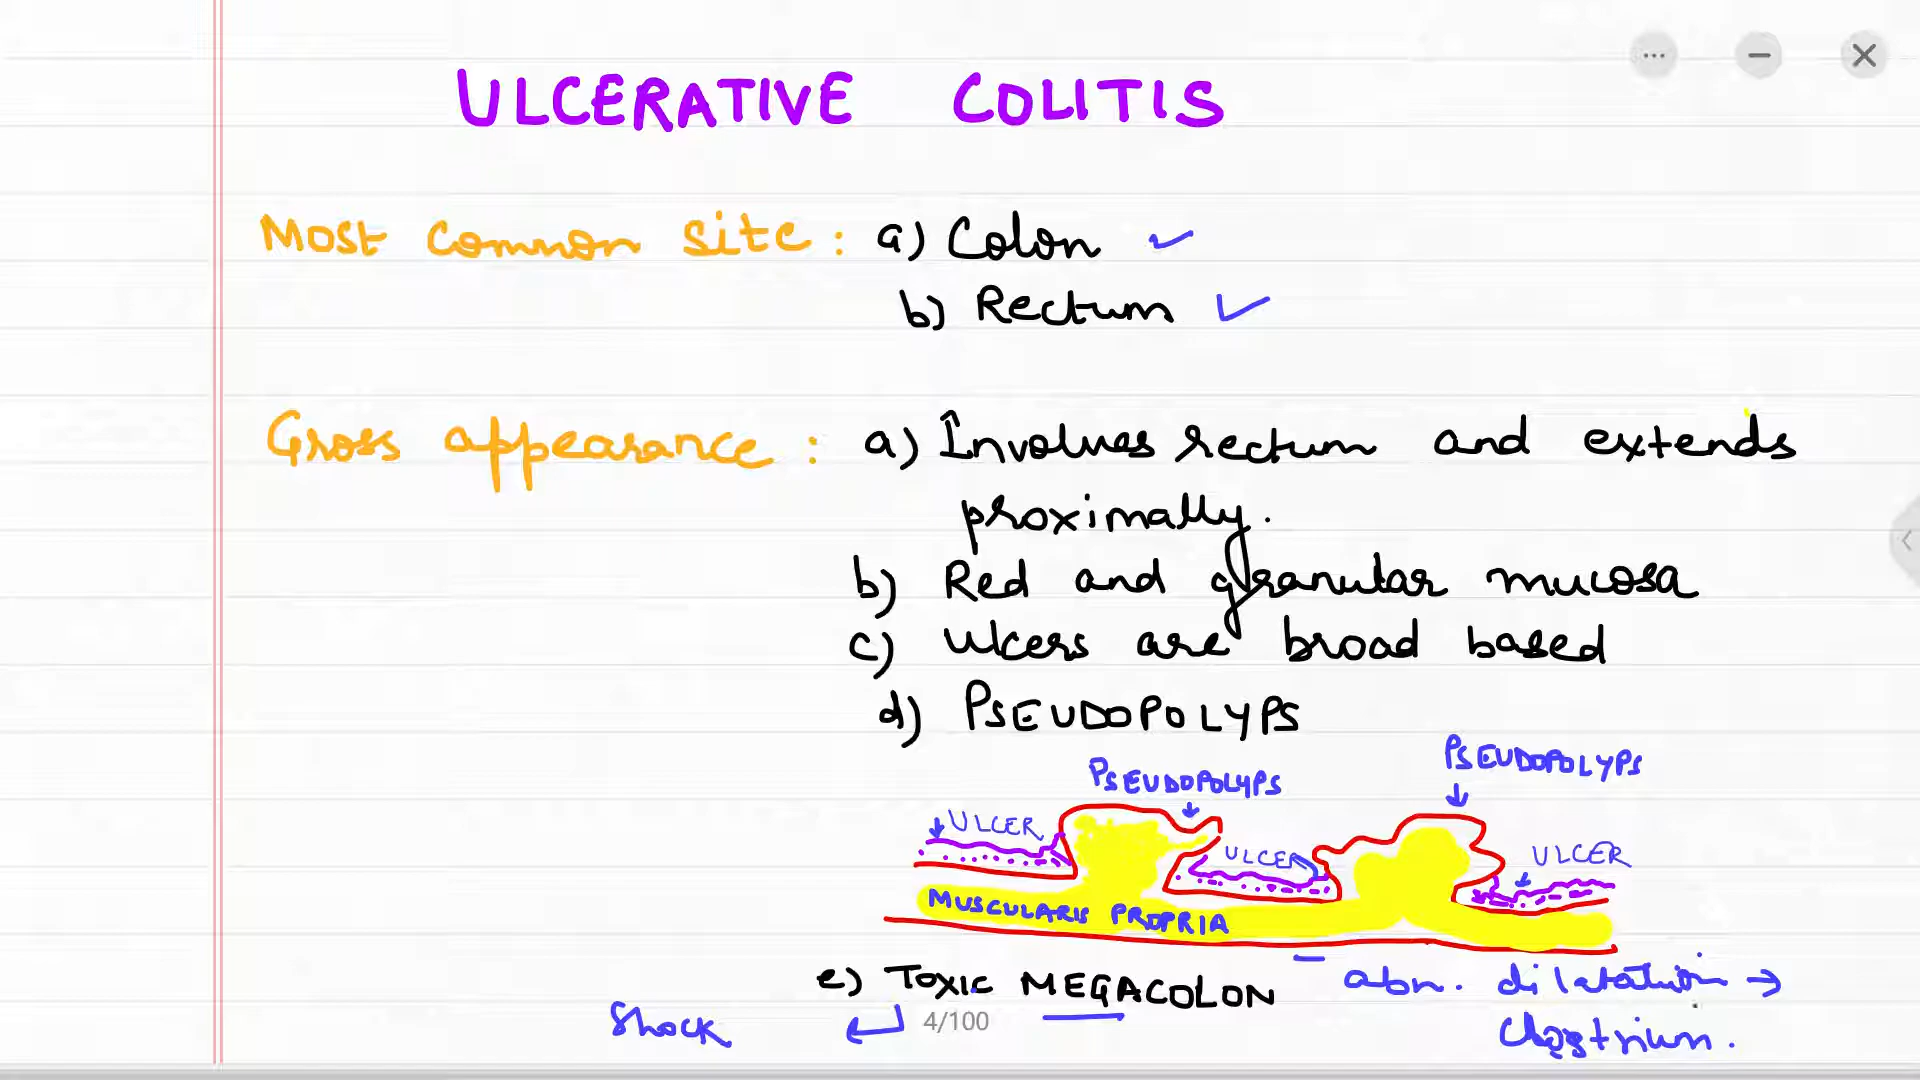 ULCERATIVE COLITIS
Most common site : a) Colon ✓
b) Rectum ✓
Gross appearance : a) Involves rectum and extends
proximally.
b) Red and granular mucosa
c) Ulcers are broad based
d) PSEUDOPOLYPS
PSEUDOPOLYPS
PSEUDOPOLYPS
ULCER
ULCER
ULCER
MUSCULARIS PROPRIA
e) TOXIC MEGACOLON - abn. dilatation →
Shock
4/100